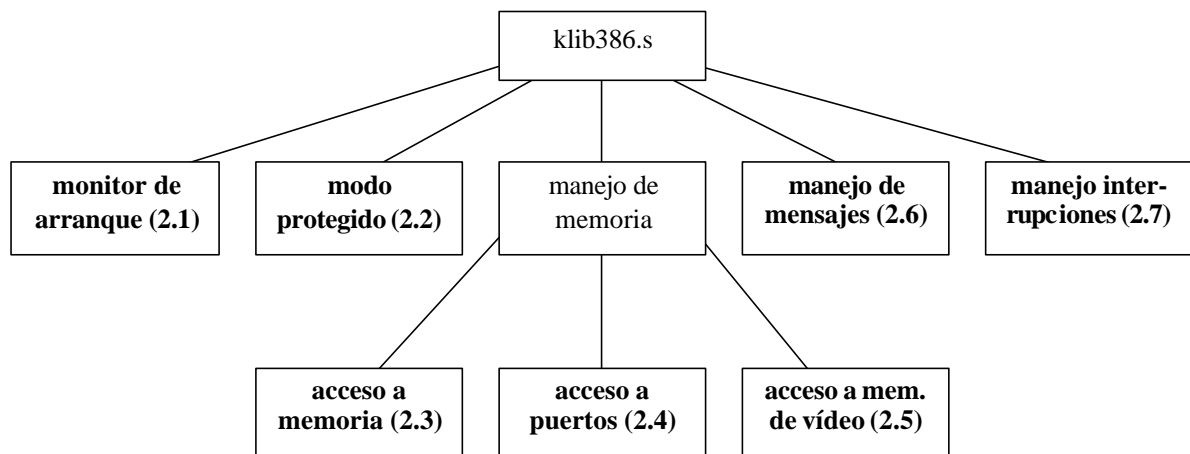 klib386.s
monitor de
arranque (2.1)
modo
protegido (2.2)
manejo de
memoria
manejo de
mensajes (2.6)
manejo inter-
rupciones (2.7)
acceso a
memoria (2.3)
acceso a
puertos (2.4)
acceso a mem.
de vídeo (2.5)